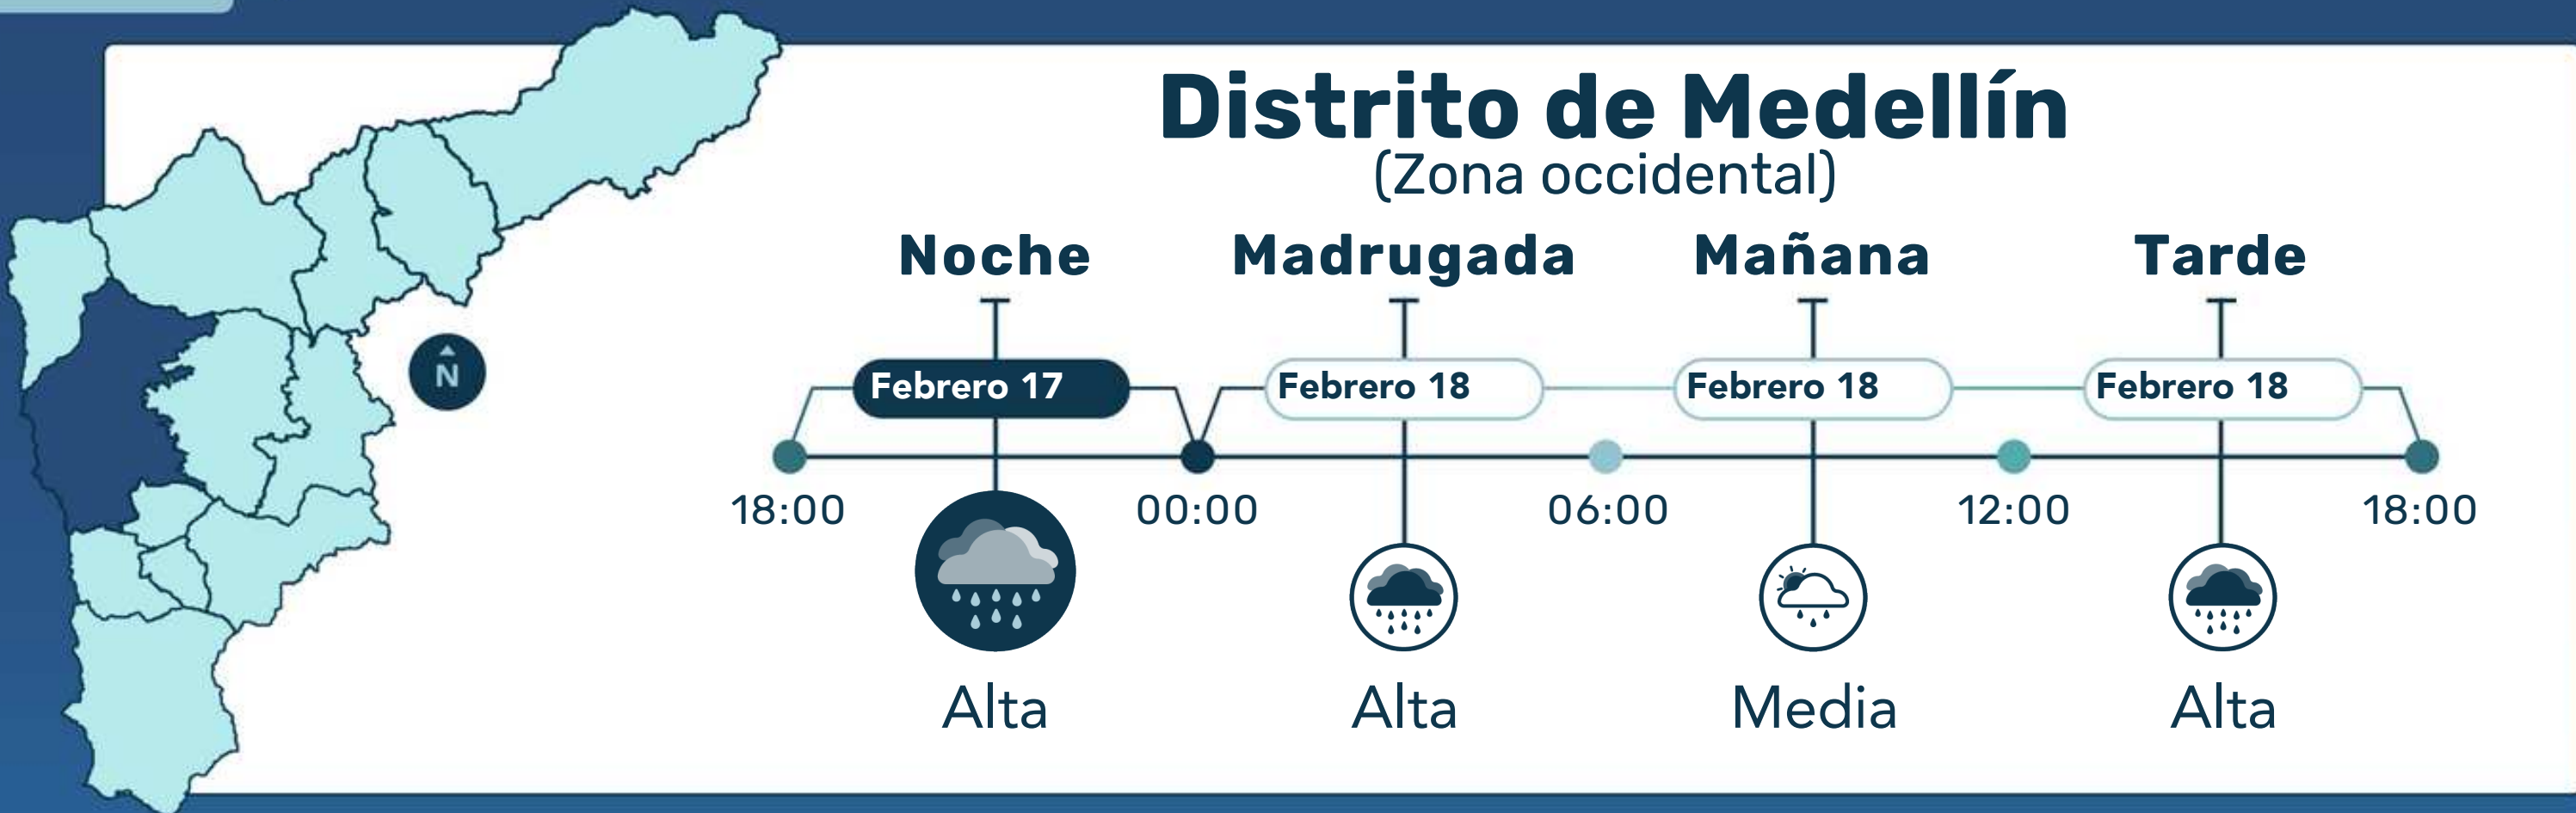 Distrito de Medellín
(Zona occidental)
Noche Madrugada Mañana Tarde
N
Febrero 17 Febrero 18 Febrero 18 Febrero 18
18:00 00:00 06:00 12:00 18:00
Alta Alta Media Alta